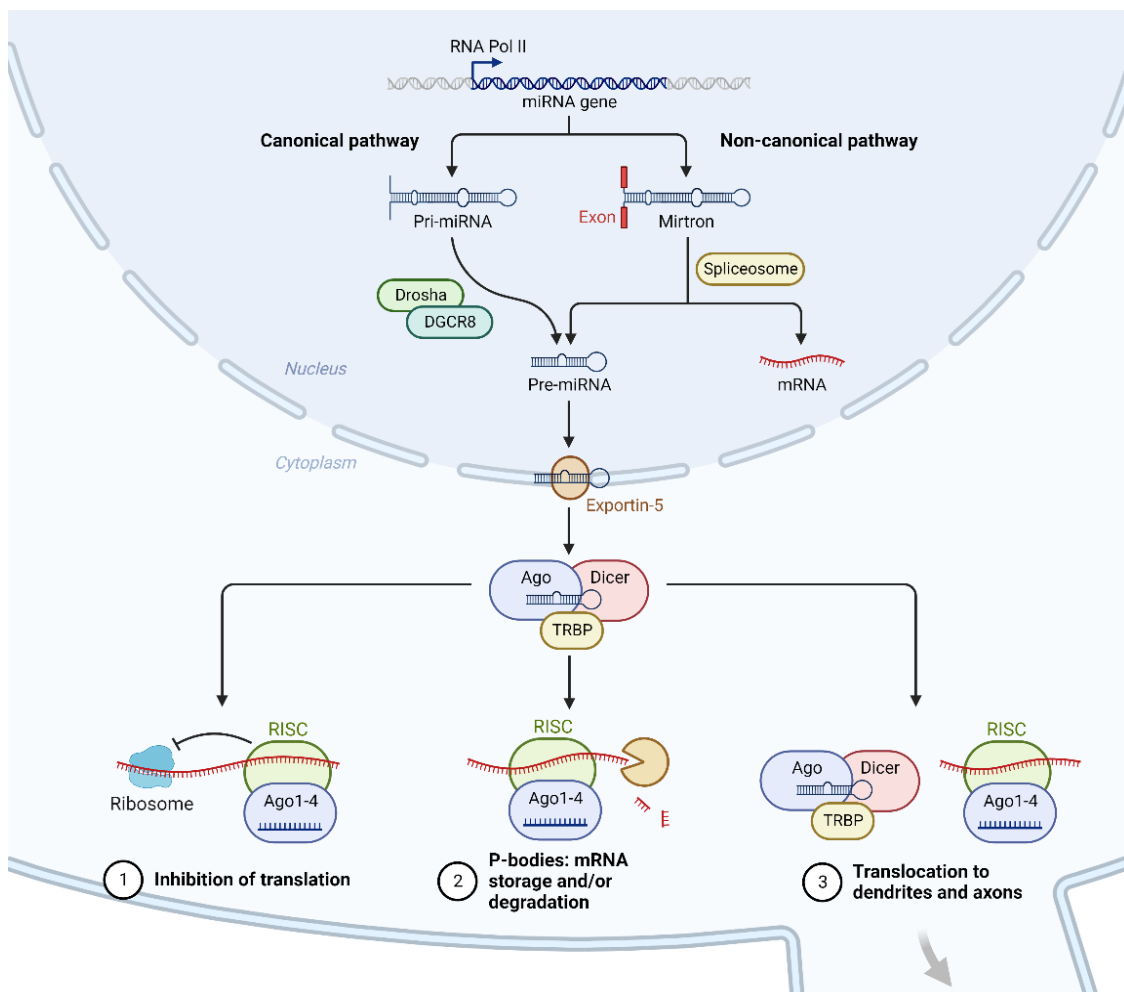 RNA Pol II
miRNA gene
Canonical pathway
Non-canonical pathway
Pri-miRNA
Exon
Mirtron
Spliceosome
Drosha
DGCR8
Nucleus
Pre-miRNA
mRNA
Cytoplasm
Exportin-5
Ago
Dicer
TRBP
RISC
Ribosome
Ago1-4
1
Inhibition of translation
RISC
Ago1-4
2
P-bodies: mRNA
storage and/or
degradation
Ago
Dicer
TRBP
RISC
Ago1-4
3
Translocation to
dendrites and axons